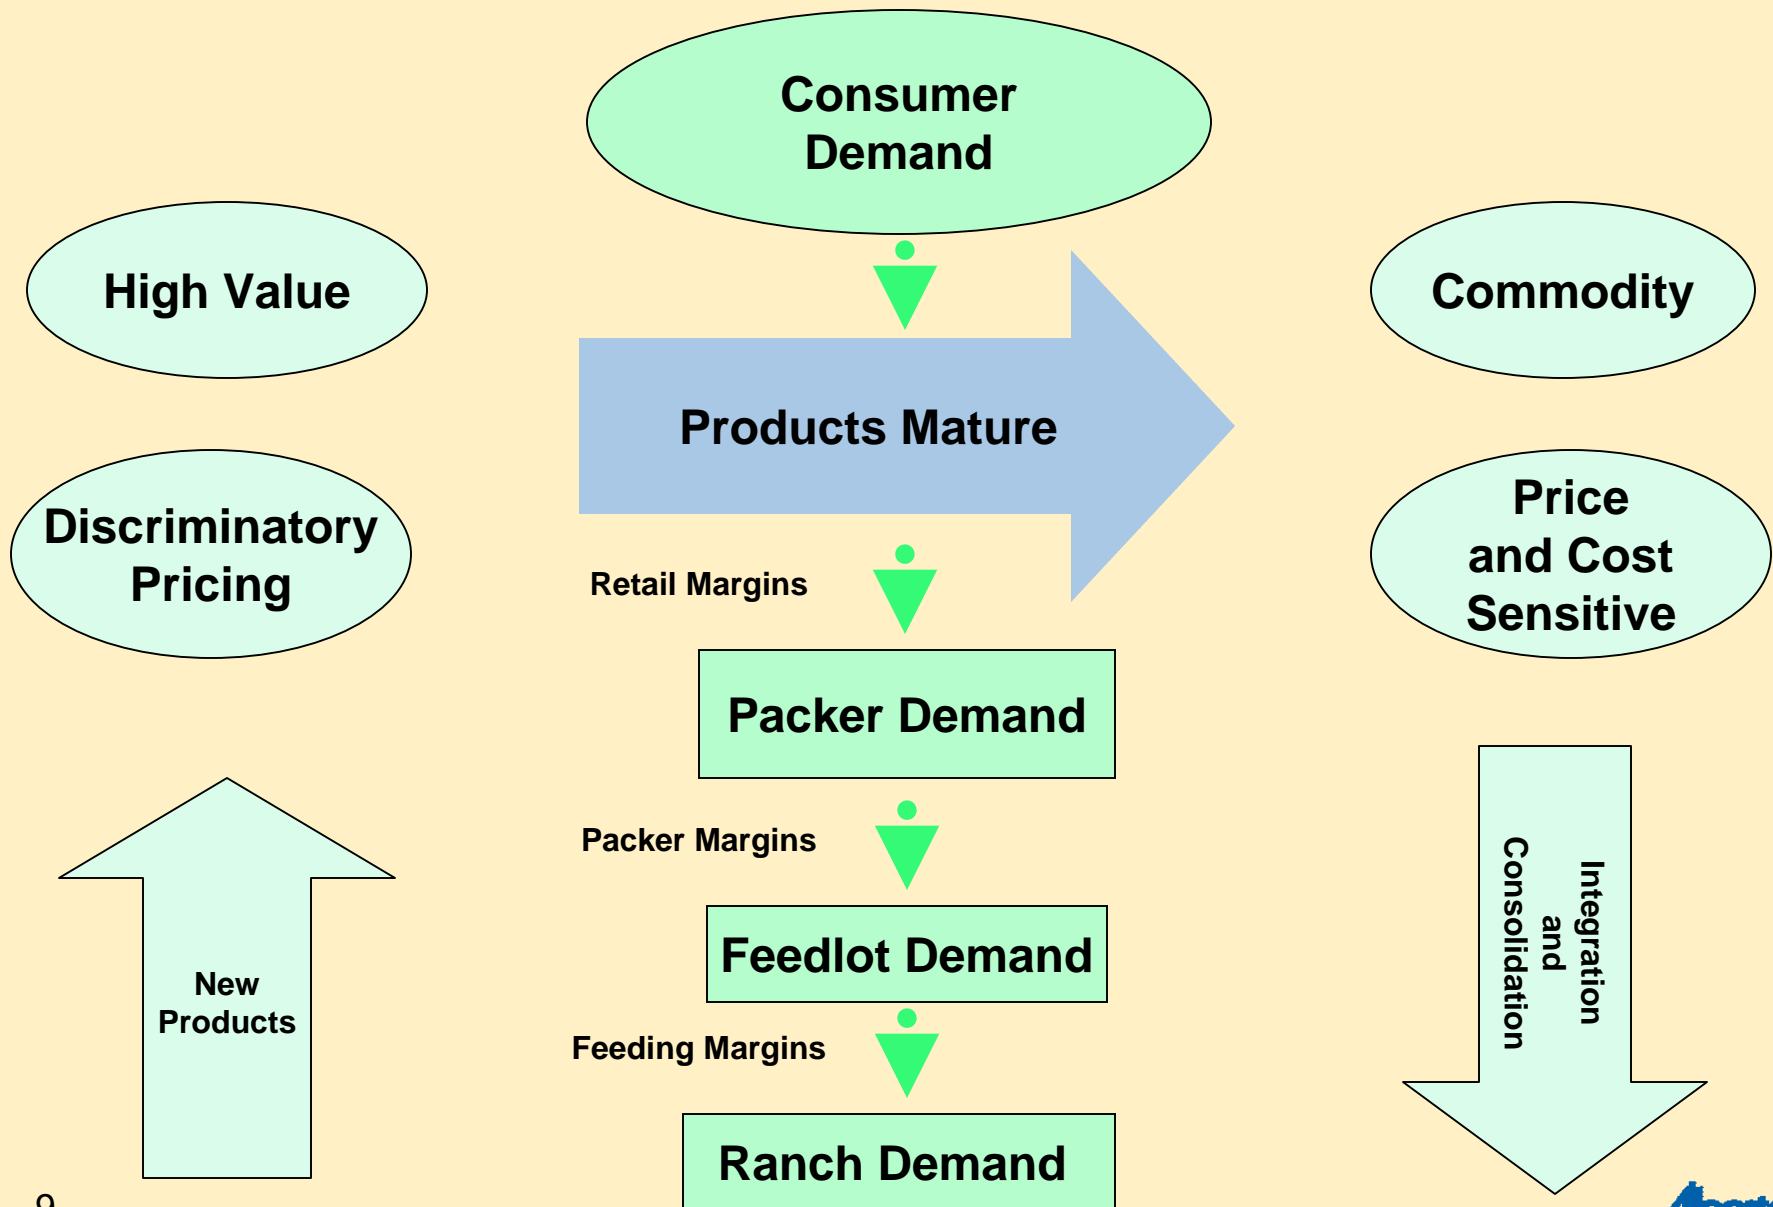 Consumer
Demand
High Value
Commodity
Products Mature
Discriminatory
Pricing
Price
and Cost
Sensitive
Retail Margins
Packer Demand
Packer Margins
Integration
and
Consolidation
Feedlot Demand
New
Products
Feeding Margins
Ranch Demand